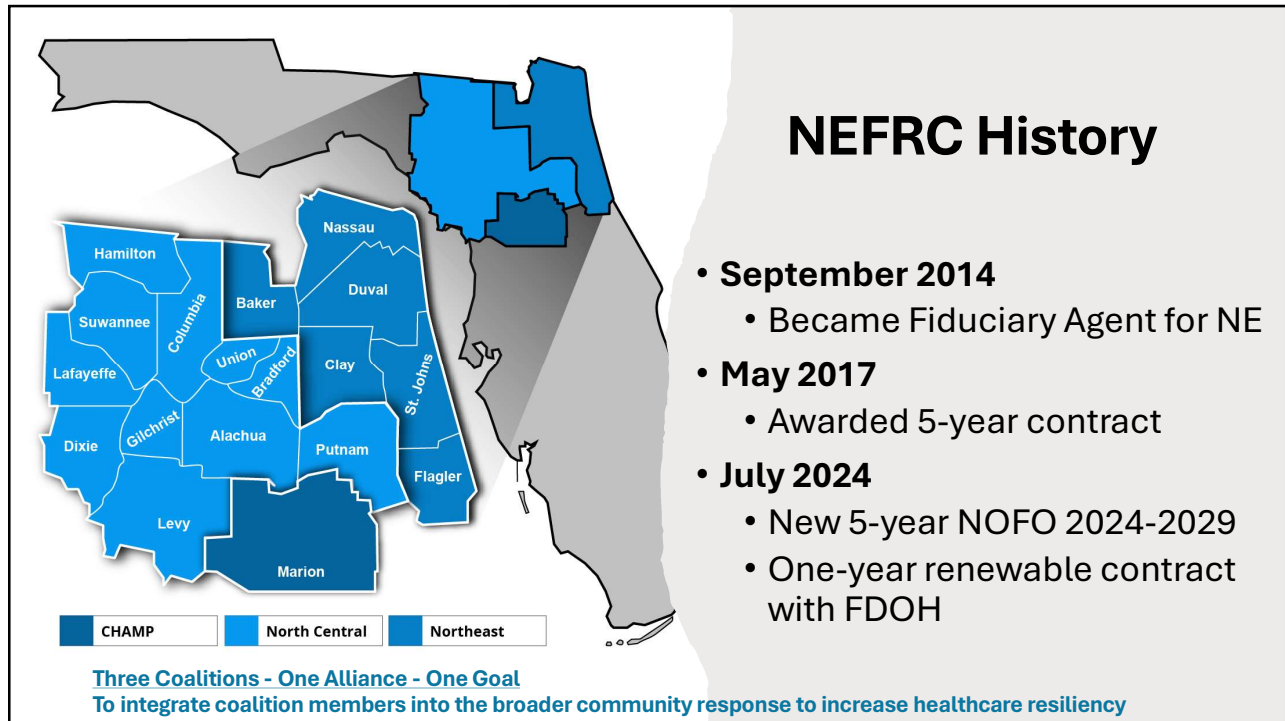 NEFRC History
• September 2014
• Became Fiduciary Agent for NE
• May 2017
• Awarded 5-year contract
• July 2024
• New 5-year NOFO 2024-2029
• One-year renewable contract
with FDOH
Nassau
Hamilton
Duval
Baker
Columbia
Suwannee
Union
Bradford
Clay
St. Johns
Lafayeffe
Gilchrist
Alachua
Dixie
Putnam
Flagler
Levy
Marion
CHAMP
North Central
Northeast
Three Coalitions - One Alliance - One Goal
To integrate coalition members into the broader community response to increase healthcare resiliency